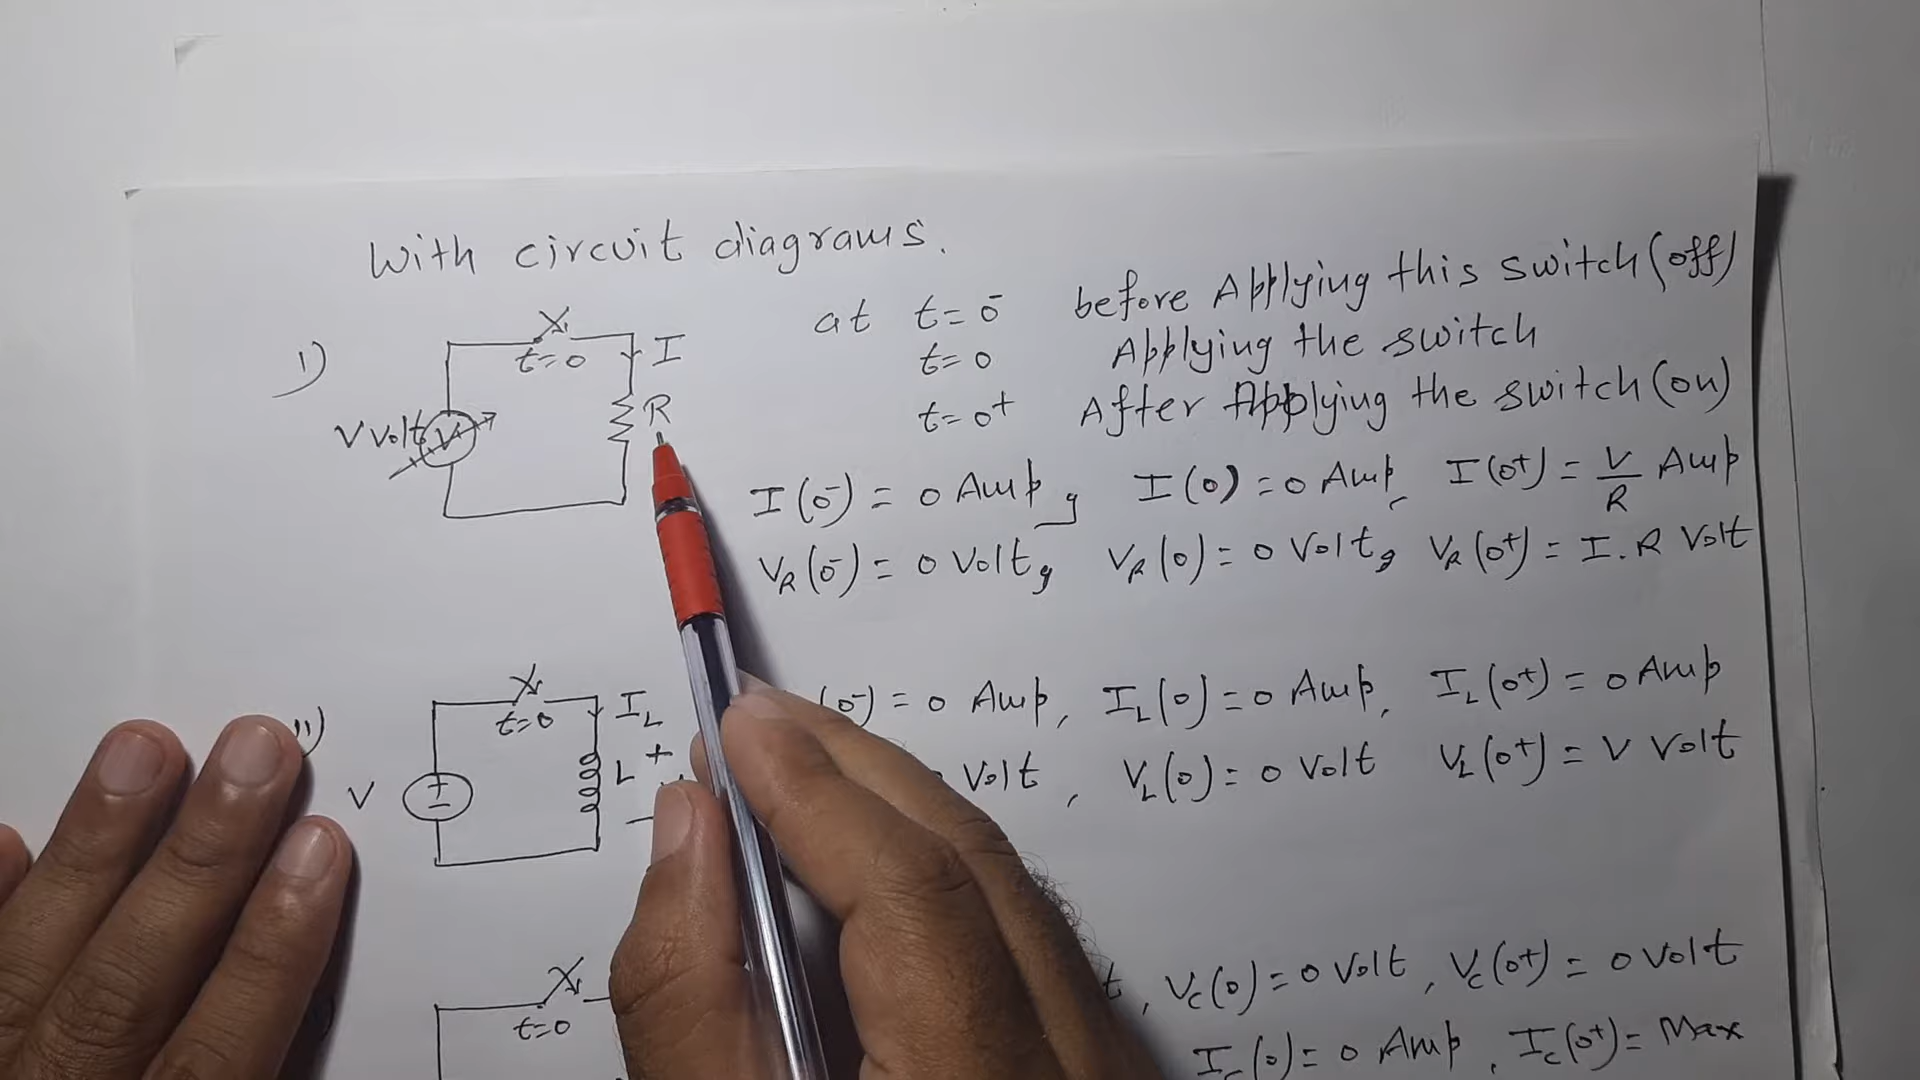 With circuit diagrams.
at t=0⁻ before Applying this switch (off)
t=0 Applying the switch
t=0⁺ After Applying the switch (on)
I) t=0 I
V Volt V R
I(0⁻) = 0 Amp, I(0) = 0 Amp, I(0⁺) = V/R Amp
V_R(0⁻) = 0 Volt, V_R(0) = 0 Volt, V_R(0⁺) = I.R Volt
II) t=0 I_L
V + - L +
(0⁻) = 0 Amp, I_L(0) = 0 Amp, I_L(0⁺) = 0 Amp
Volt, V_L(0) = 0 Volt V_L(0⁺) = V Volt
t=0
, V_C(0) = 0 Volt, V_C(0⁺) = 0 Volt
(0) = 0 Amp, I_C(0⁺) = Max